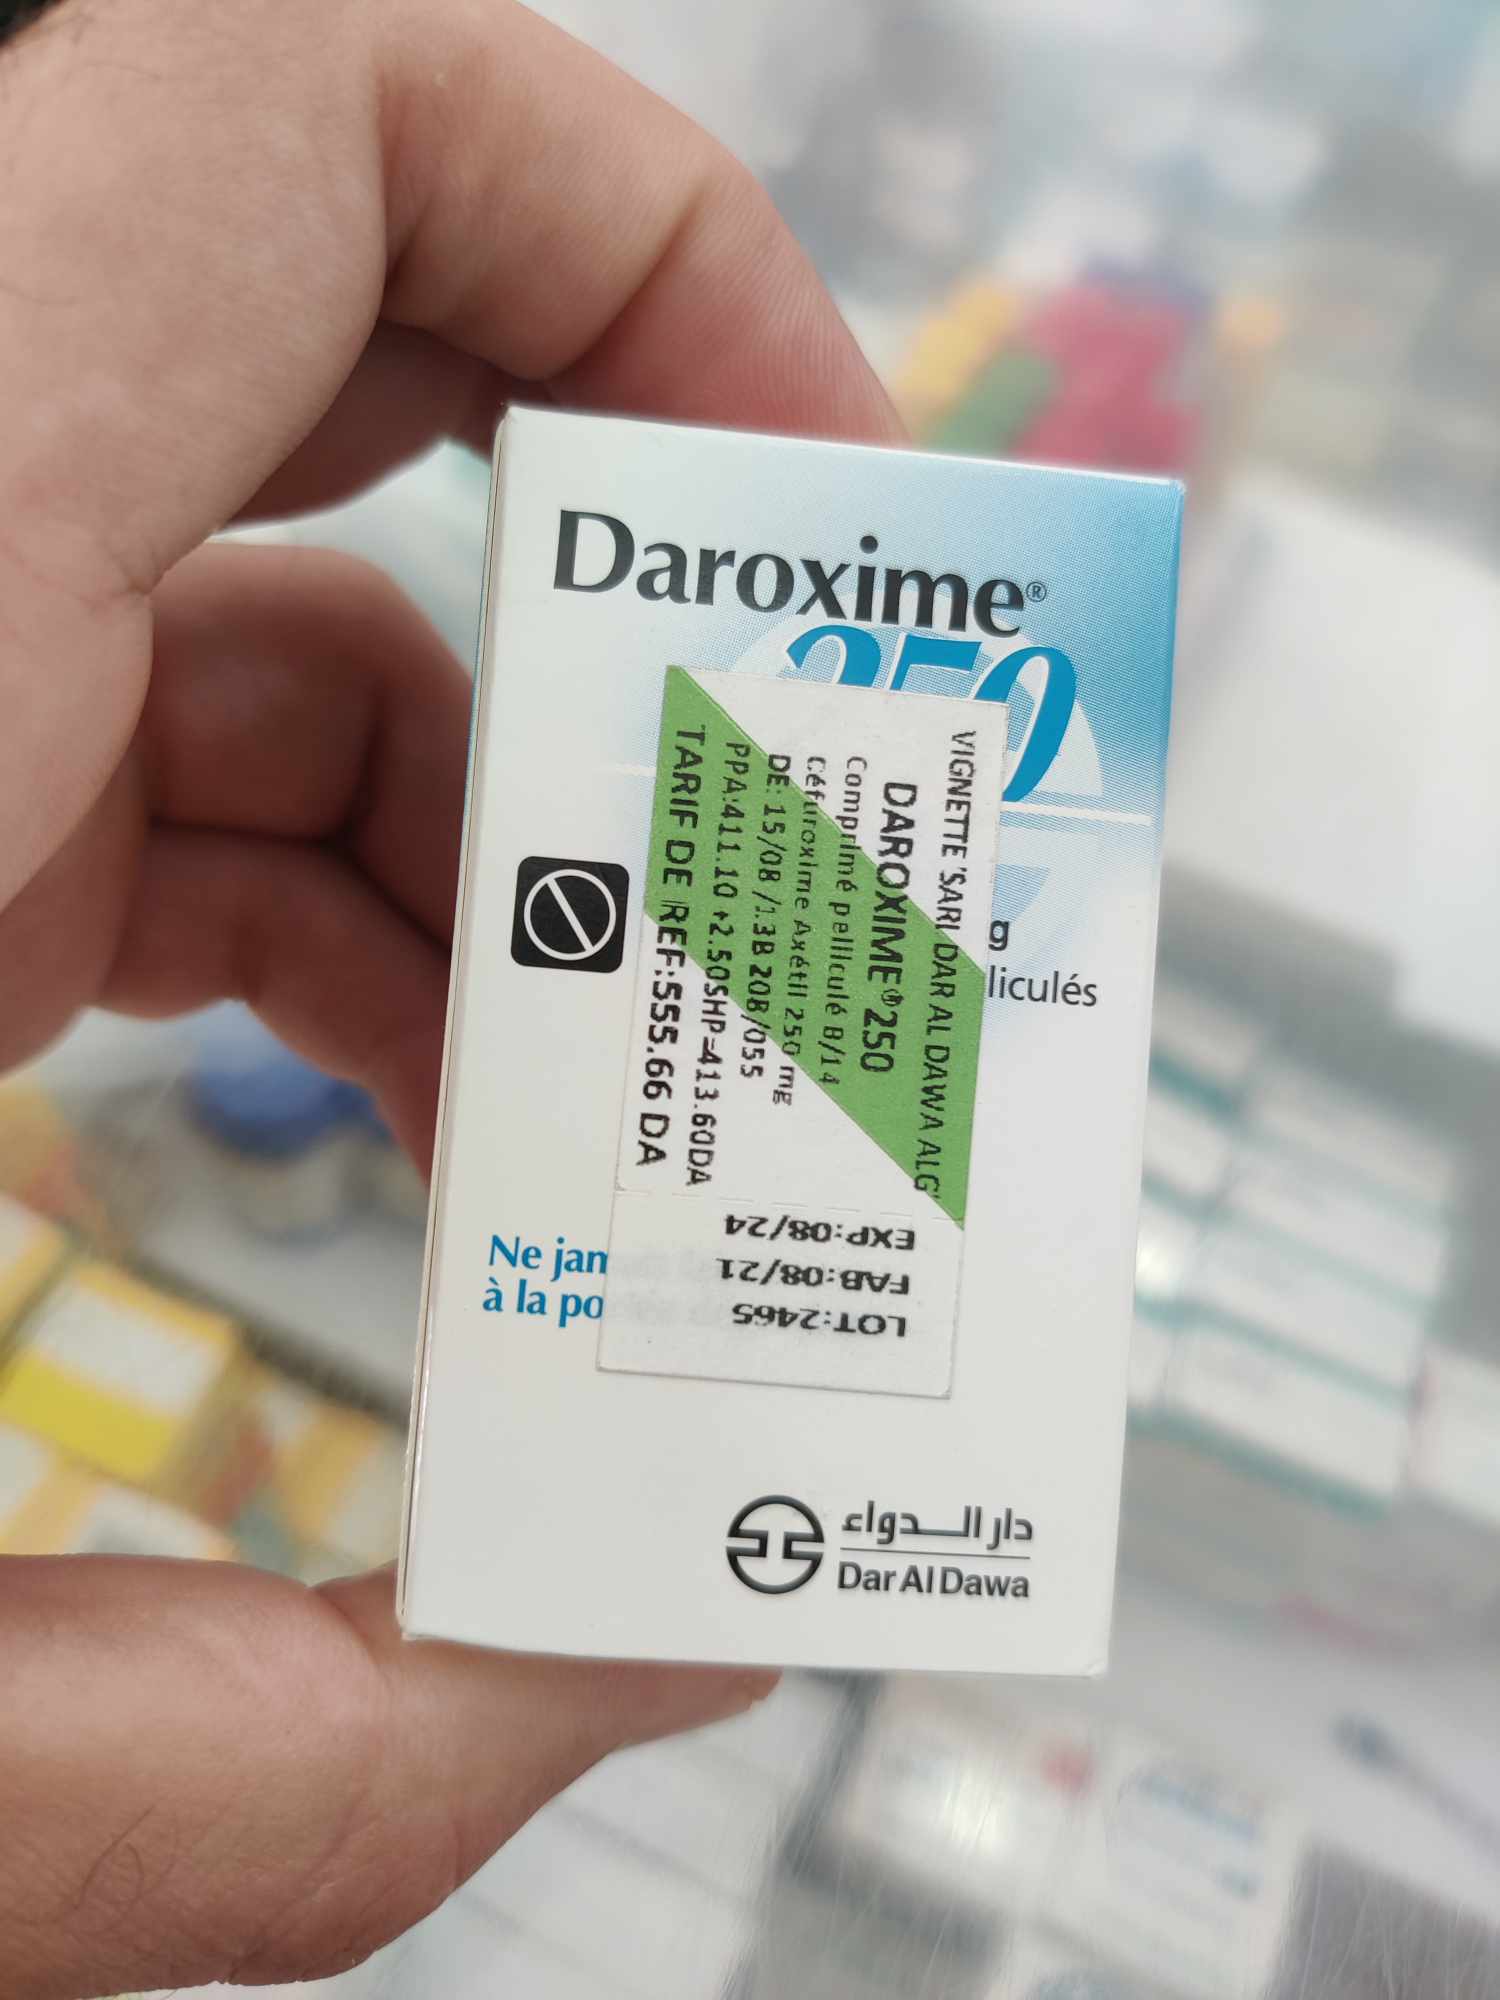 Daroxime®
250
g
liculés
VIGNETTE 'SARL DAR AL DAWA ALG'
DAROXIME®250
Comprimé pelliculé B/14
Céfuroxime Axétil 250 mg
DE: 15/08 /13B 208/055
PPA:411.10 +2.50SHP=413.60DA
TARIF DE REF:555.66 DA
EXP:08/24
FAB:08/21
LOT:2465
Ne jam
à la po
دار الـدواء
Dar Al Dawa